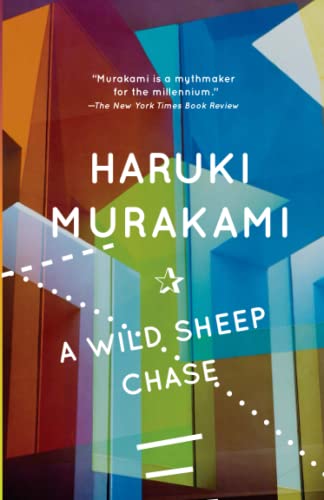 “Murakami is a mythmaker
for the millennium.”
—The New York Times Book Review
HARUKI
MURAKAMI
A WILD SHEEP
CHASE